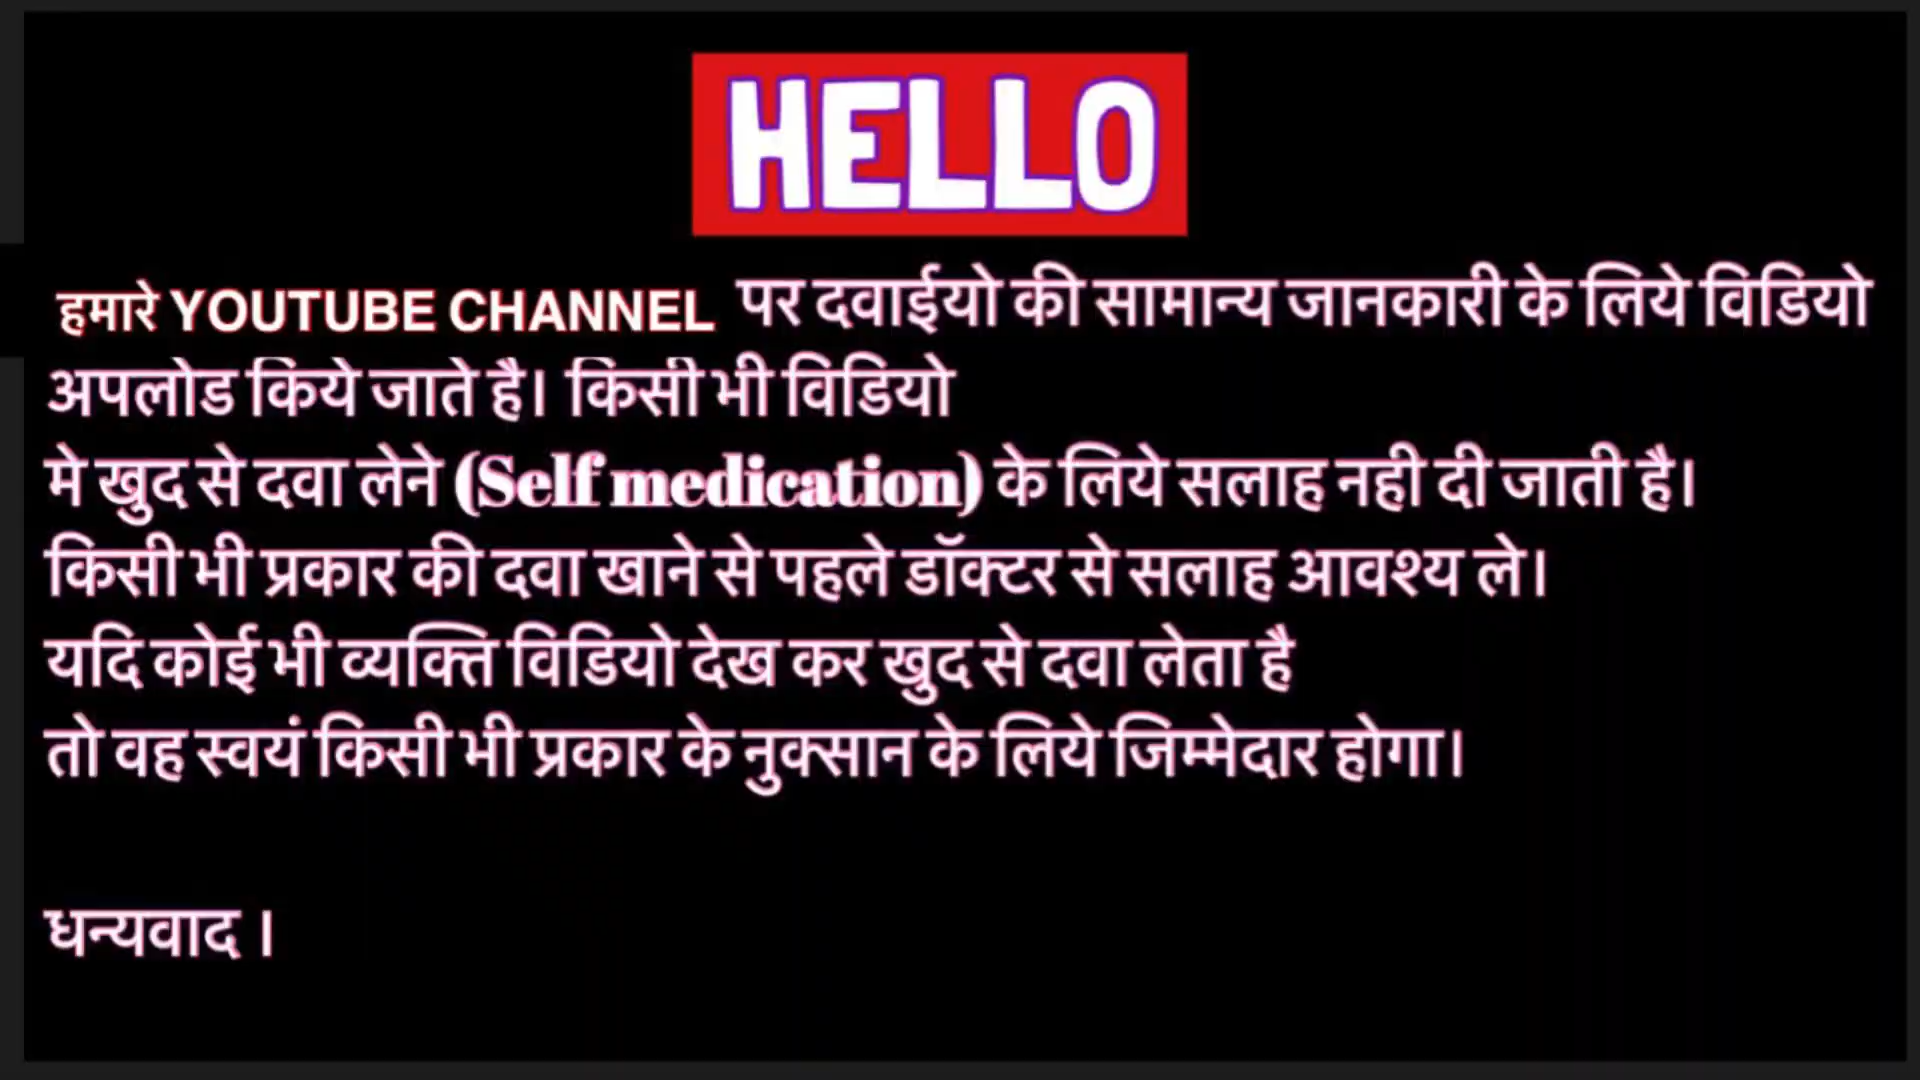 HELLO
हमारे YOUTUBE CHANNEL पर दवाईयो की सामान्य जानकारी के लिये विडियो
अपलोड किये जाते है। किसी भी विडियो
मे खुद से दवा लेने (Self medication) के लिये सलाह नही दी जाती है।
किसी भी प्रकार की दवा खाने से पहले डॉक्टर से सलाह आवश्य ले।
यदि कोई भी व्यक्ति विडियो देख कर खुद से दवा लेता है
तो वह स्वयं किसी भी प्रकार के नुक्सान के लिये जिम्मेदार होगा।
धन्यवाद ।